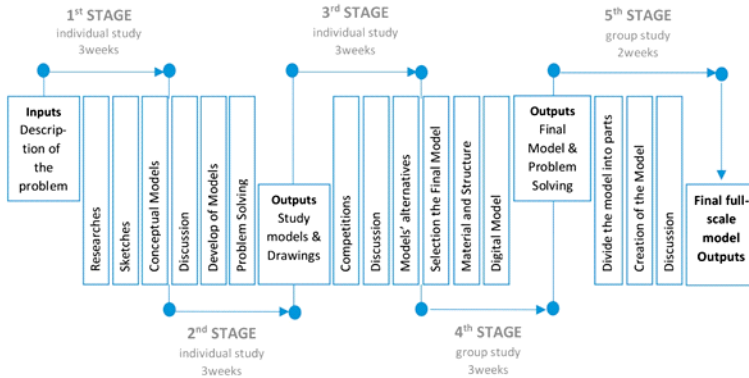 1st STAGE
individual study
3weeks
3rd STAGE
individual study
3weeks
5th STAGE
group study
2weeks
Inputs
Descrip-
tion of
the
problem
Researches
Sketches
Conceptual Models
Discussion
Develop of Models
Problem Solving
Outputs
Study
models &
Drawings
Competitions
Discussion
Models' alternatives
Selection the Final Model
Material and Structure
Digital Model
Outputs
Final
Model &
Problem
Solving
Divide the model into parts
Creation of the Model
Discussion
Final full-
scale
model
Outputs
2nd STAGE
individual study
3weeks
4th STAGE
group study
3weeks